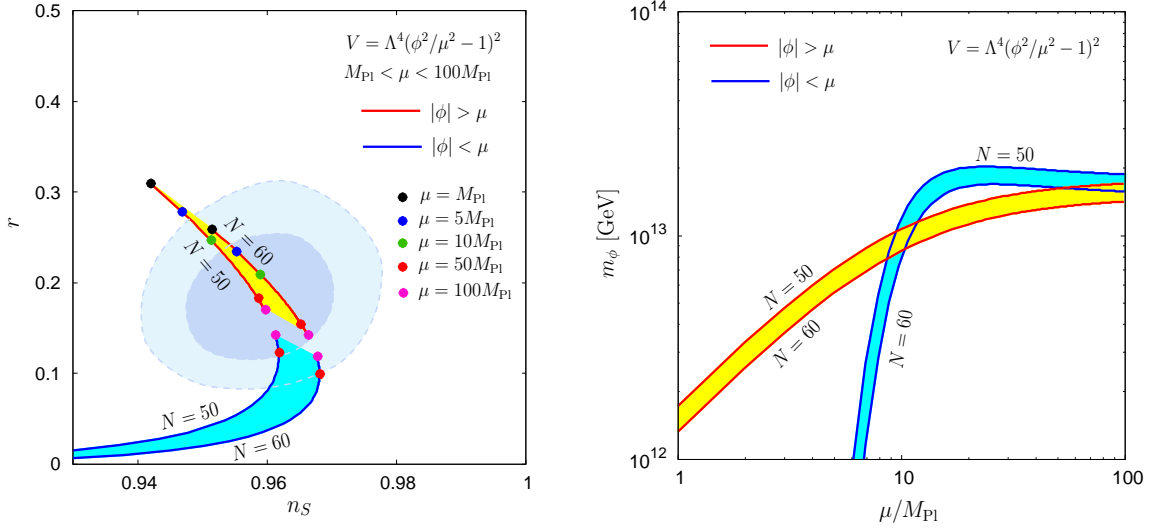 0.5
0.4
0.3
0.2
0.1
0
0.94
0.96
0.98
1
r
n_S
V = Λ⁴(ϕ²/μ² − 1)²
M_Pl < μ < 100M_Pl
|ϕ| > μ
|ϕ| < μ
μ = M_Pl
μ = 5M_Pl
μ = 10M_Pl
μ = 50M_Pl
μ = 100M_Pl
N = 60
N = 50
N = 50
N = 60
10¹⁴
10¹³
10¹²
1
10
100
m_ϕ [GeV]
μ/M_Pl
|ϕ| > μ
|ϕ| < μ
V = Λ⁴(ϕ²/μ² − 1)²
N = 50
N = 50
N = 60
N = 60